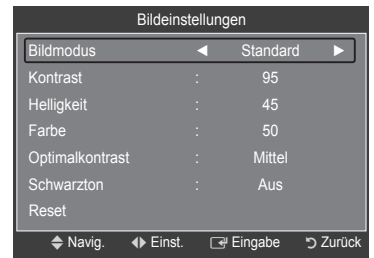 Bildeinstellungen
Bildmodus ◀ Standard ▶
Kontrast : 95
Helligkeit : 45
Farbe : 50
Optimalkontrast : Mittel
Schwarzton : Aus
Reset
Navig. Einst. Eingabe Zurück